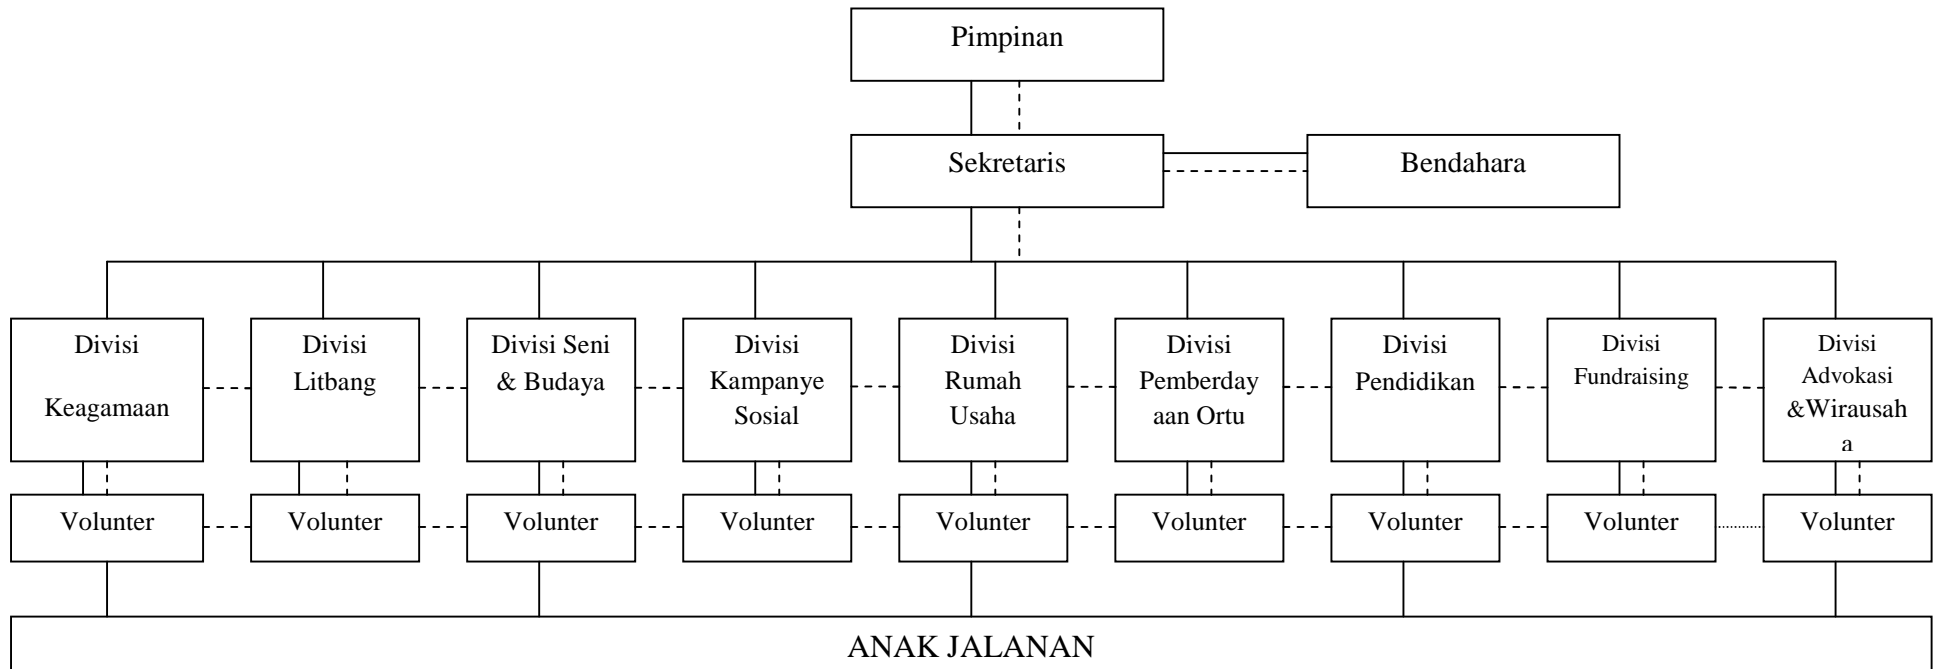 Pimpinan
Sekretaris
Bendahara
Divisi
Keagamaan
Divisi
Litbang
Divisi Seni
& Budaya
Divisi
Kampanye
Sosial
Divisi
Rumah
Usaha
Divisi
Pemberday
aan Ortu
Divisi
Pendidikan
Divisi
Fundraising
Divisi
Advokasi
&Wirausah
a
Volunter
Volunter
Volunter
Volunter
Volunter
Volunter
Volunter
Volunter
Volunter
ANAK JALANAN